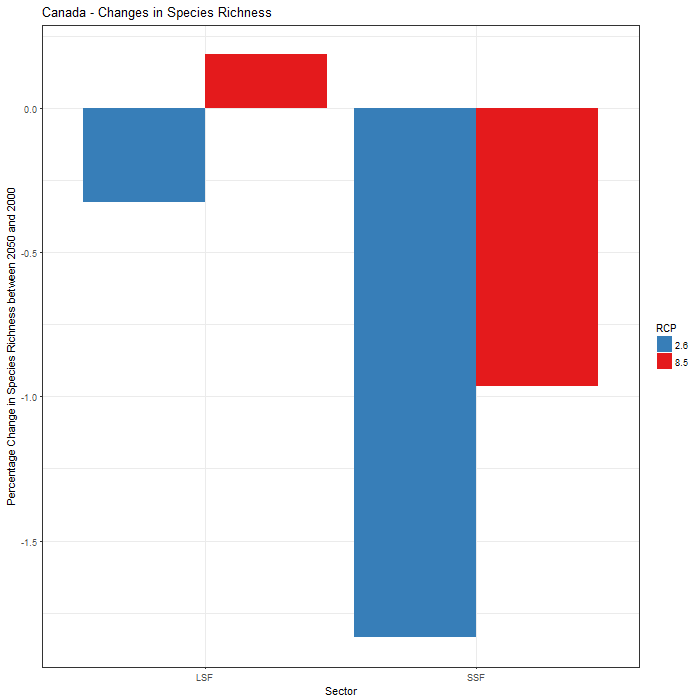 Canada - Changes in Species Richness
Percentage Change in Species Richness between 2050 and 2000
0.0
-0.5
-1.0
-1.5
LSF
SSF
Sector
RCP
2.6
8.5